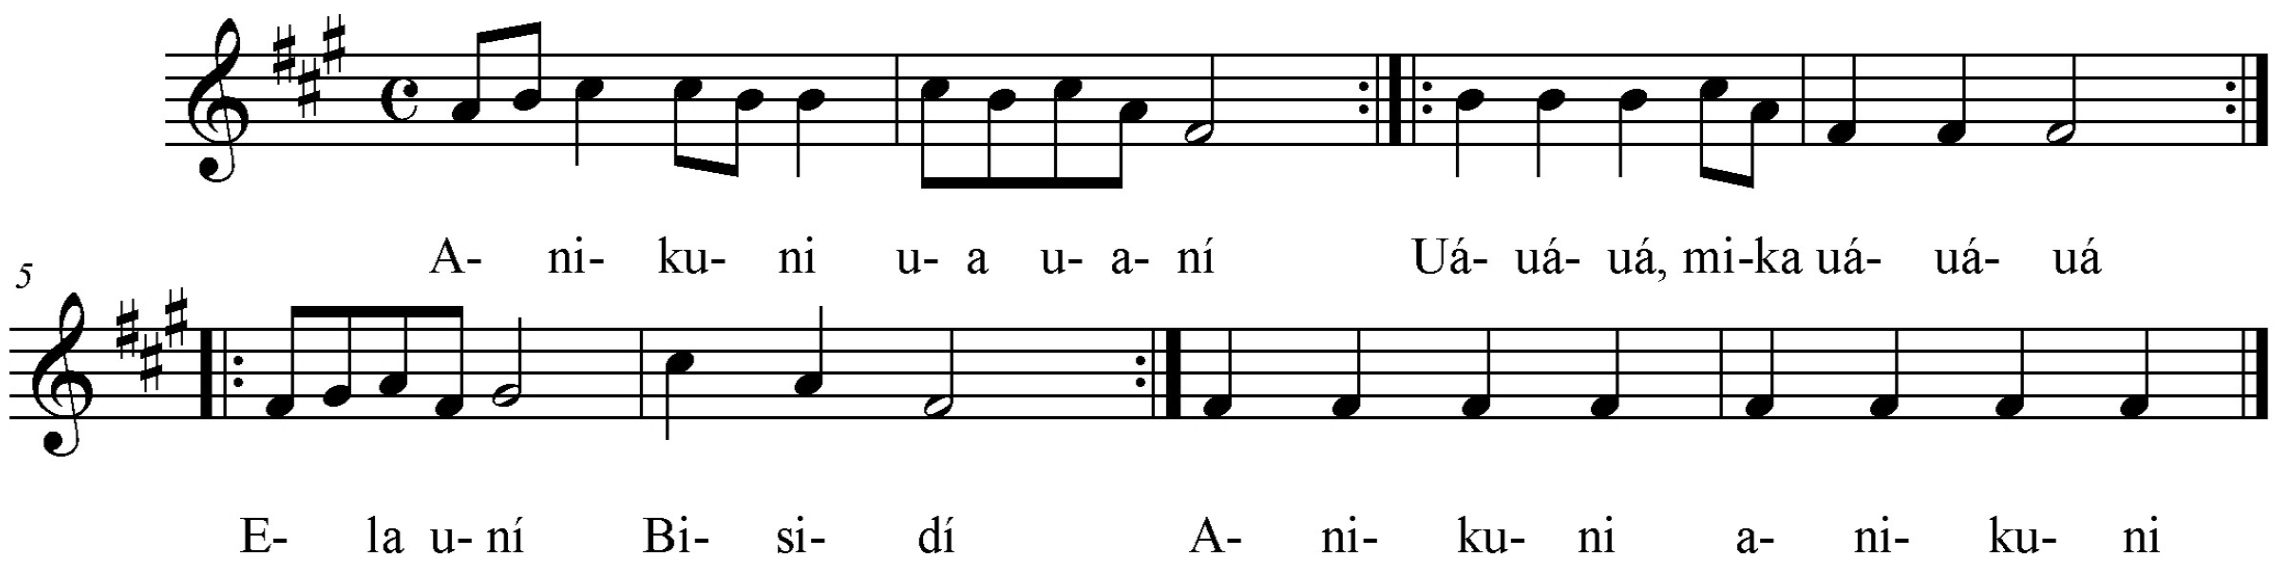 A- ni- ku- ni u- a u- a- ní Uá- uá- uá, mi-ka uá- uá- uá
5
E- la u- ní Bi- si- dí A- ni- ku- ni a- ni- ku- ni